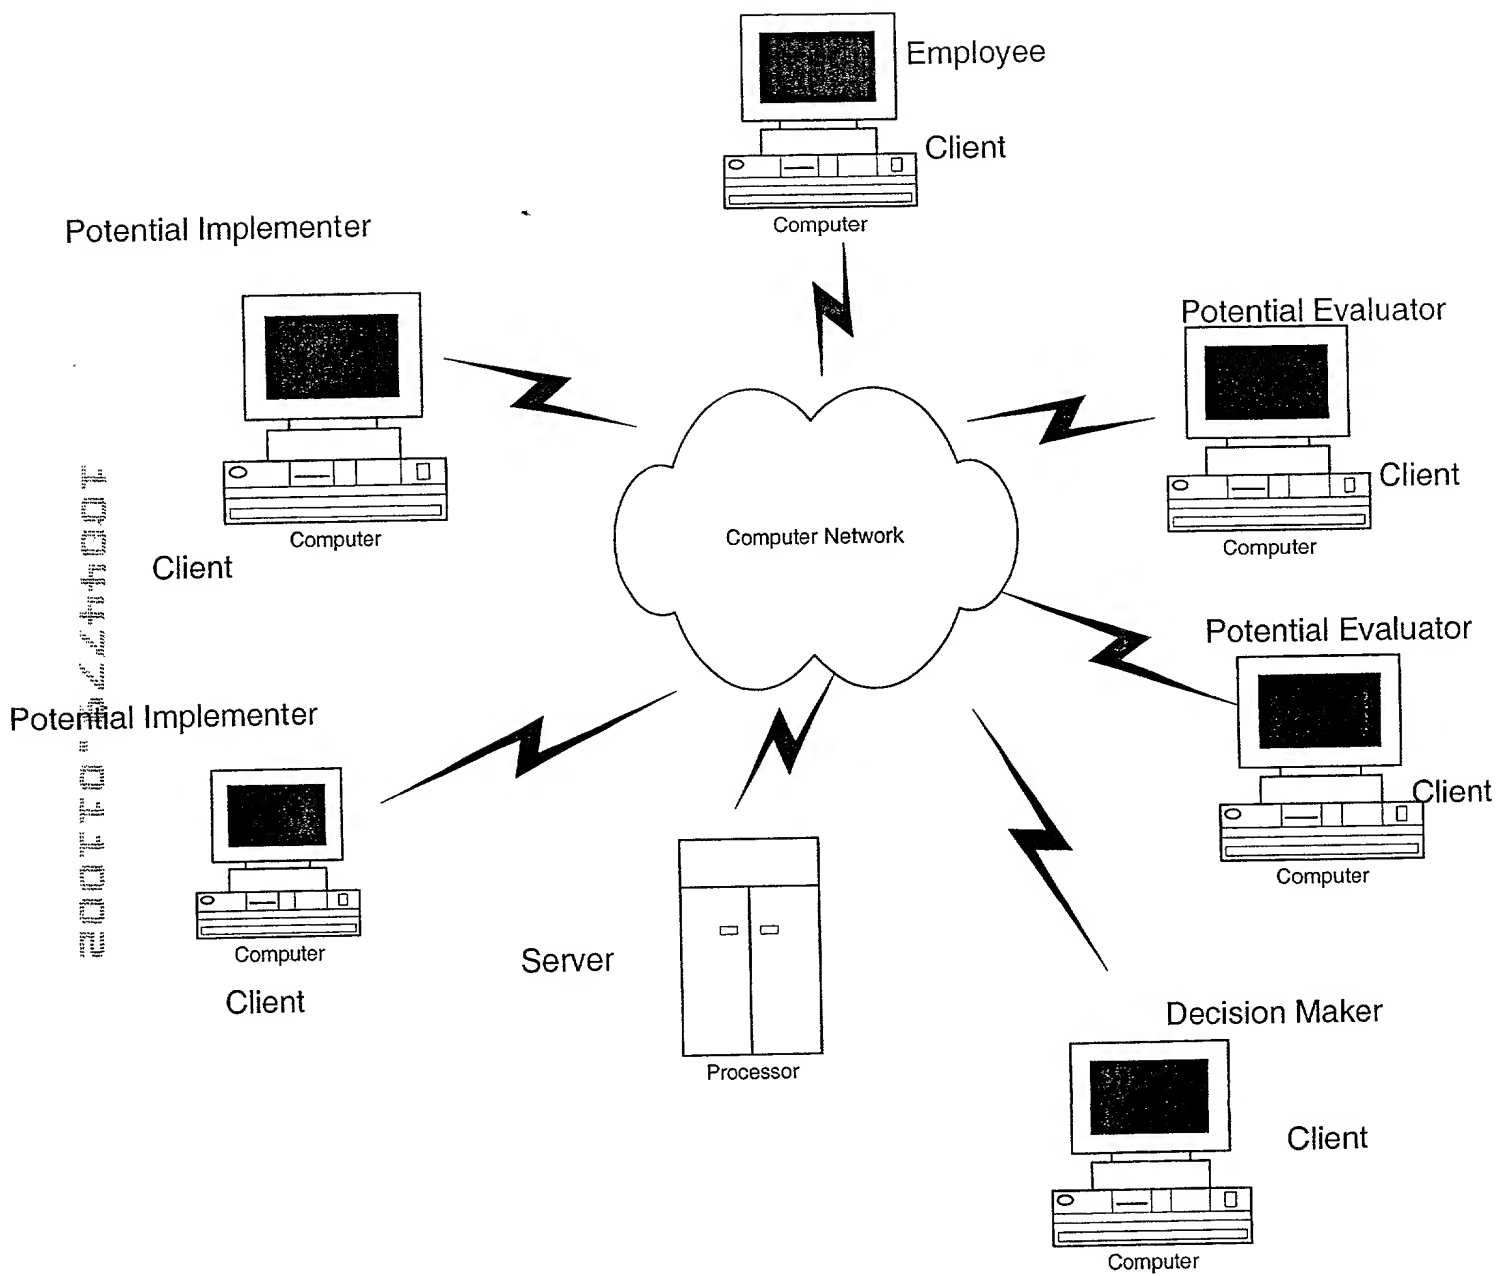 Employee
Client
Computer
Potential Implementer
Computer
Client
Potential Evaluator
Client
Computer
Computer Network
Potential Evaluator
Client
Computer
Potential Implementer
Computer
Client
Server
Processor
Decision Maker
Client
Computer